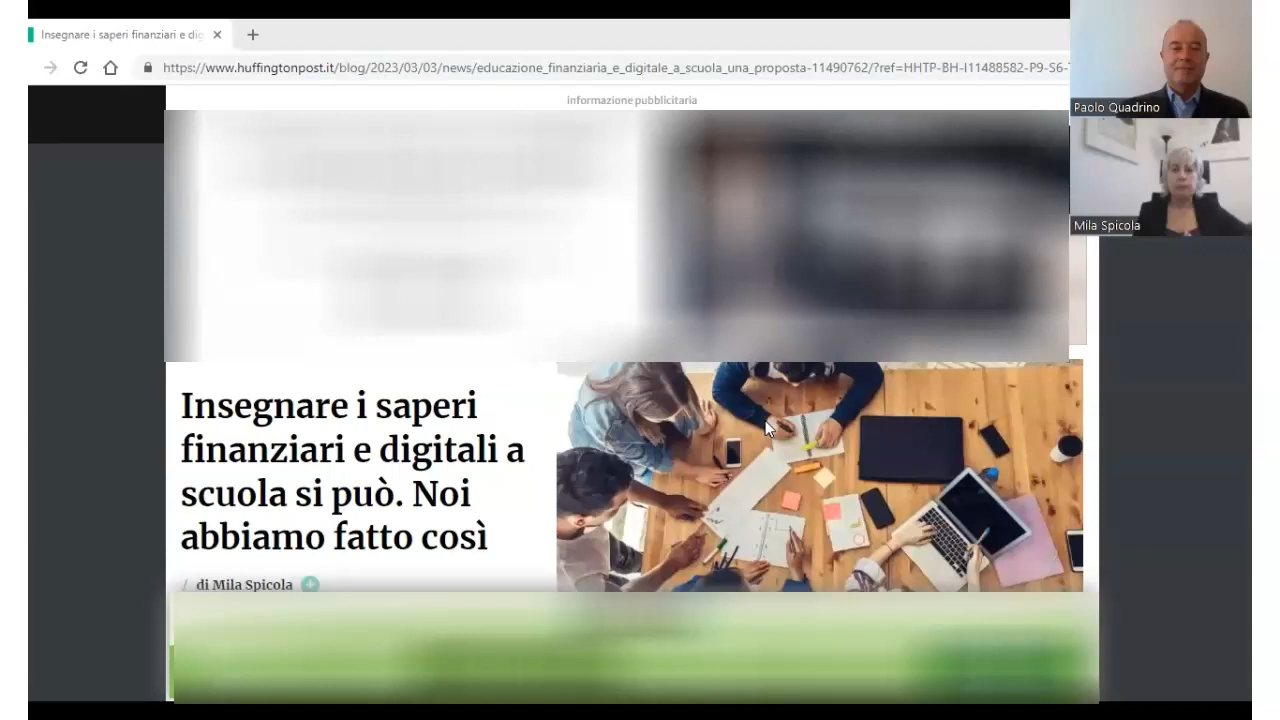 Insegnare i saperi finanziari e dig
https://www.huffingtonpost.it/blog/2023/03/03/news/educazione_finanziaria_e_digitale_a_scuola_una_proposta-11490762/?ref=HHTP-BH-I11488582-P9-S6-
Informazione pubblicitaria
Paolo Quadrino
Mila Spicola
Insegnare i saperi
finanziari e digitali a
scuola si può. Noi
abbiamo fatto così
/ di Mila Spicola